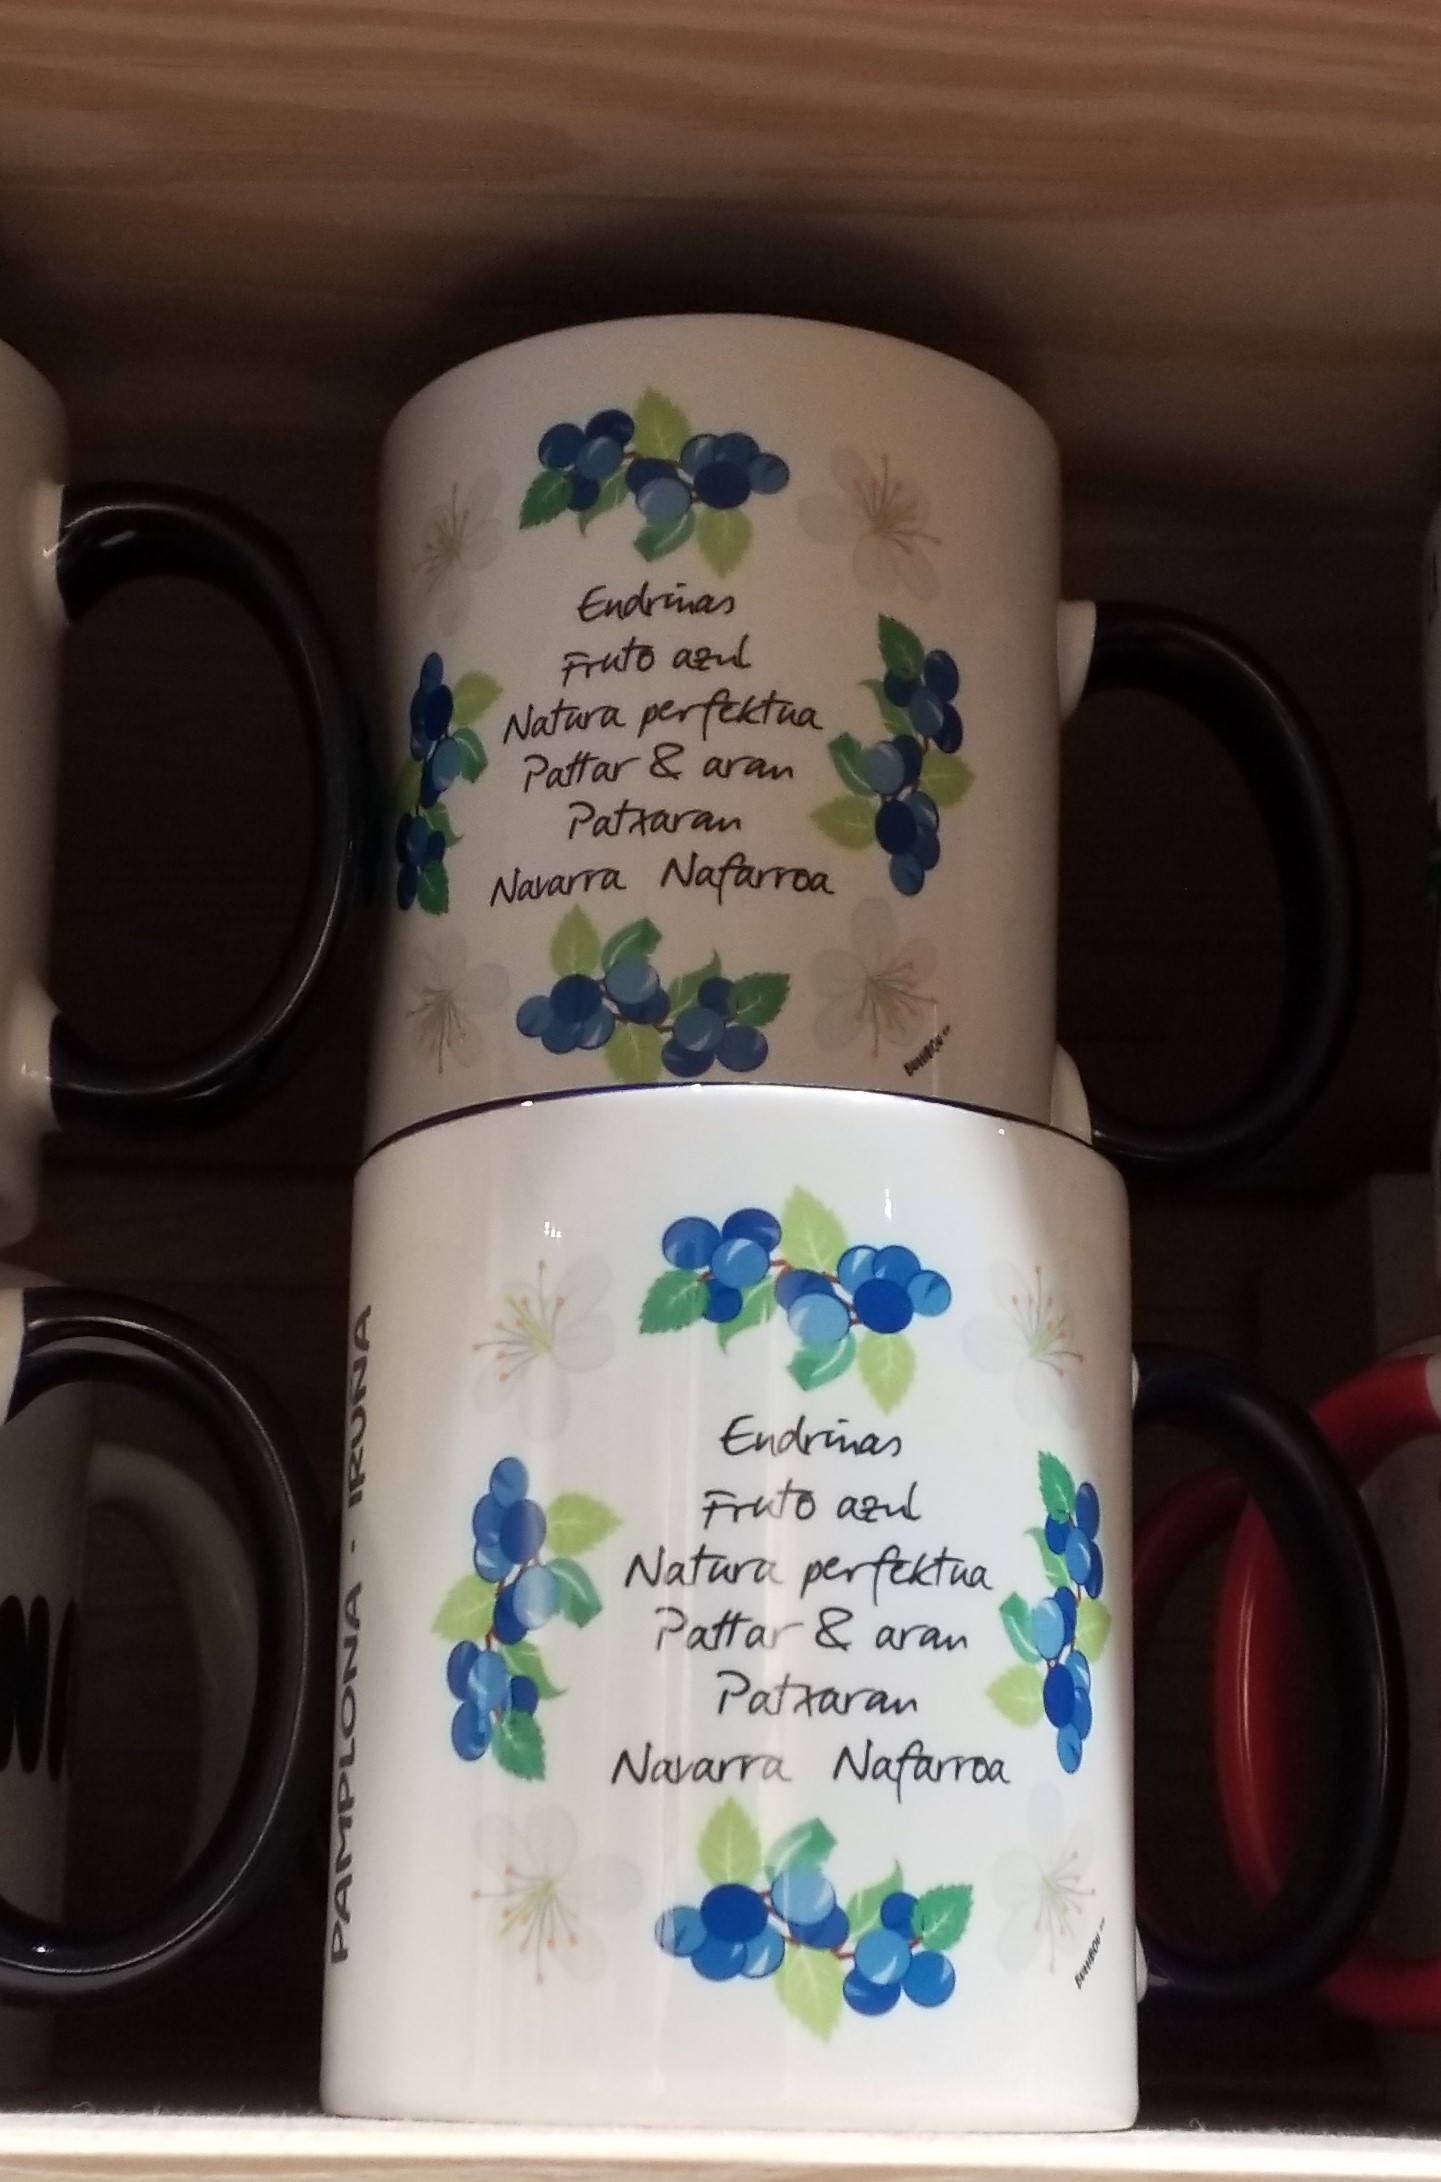 Endrinas
Fruto azul
Natura perfektua
Pattar & aran
Patxaran
Navarra Nafarroa
PAMPLONA · IRUNA
Endrinas
Fruto azul
Natura perfektua
Pattar & aran
Patxaran
Navarra Nafarroa